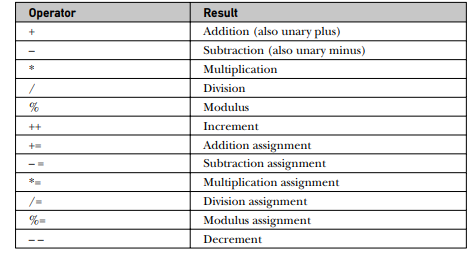 Operator Result
+ Addition (also unary plus)
– Subtraction (also unary minus)
* Multiplication
/ Division
% Modulus
++ Increment
+= Addition assignment
– = Subtraction assignment
*= Multiplication assignment
/= Division assignment
%= Modulus assignment
– – Decrement